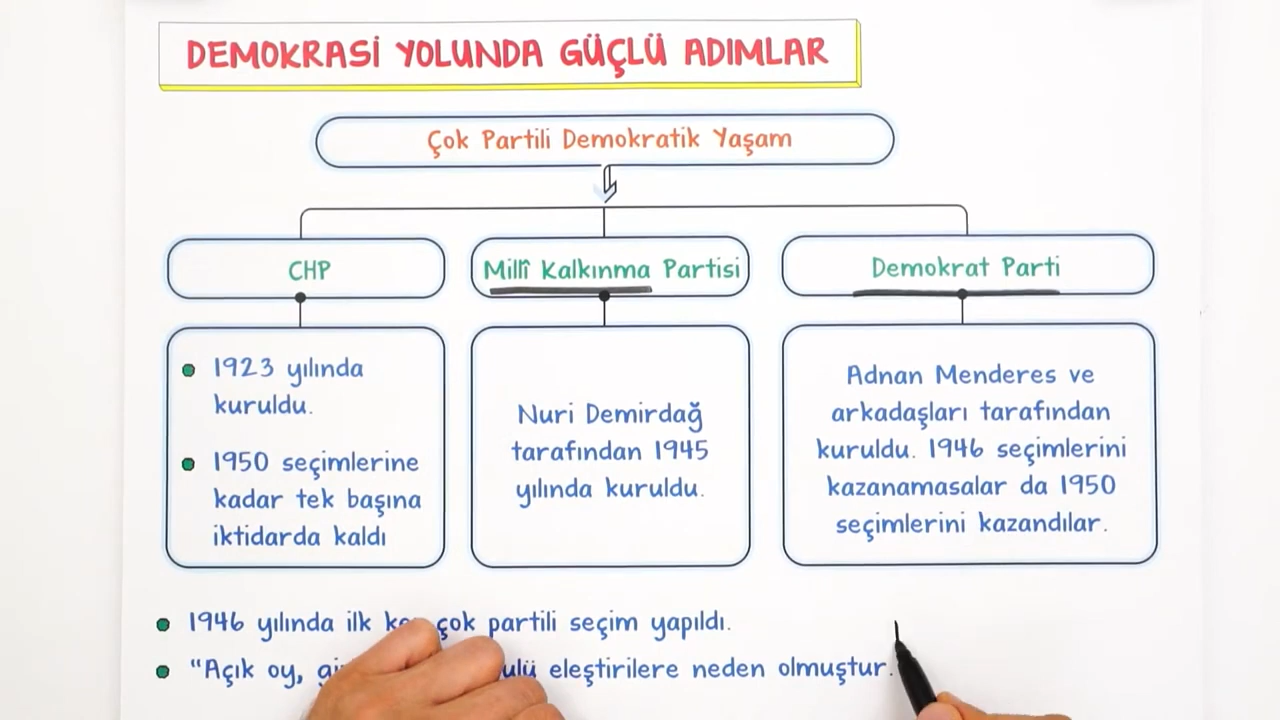 DEMOKRASİ YOLUNDA GÜÇLÜ ADIMLAR
Çok Partili Demokratik Yaşam
CHP
1923 yılında
kuruldu.
1950 seçimlerine
kadar tek başına
iktidarda kaldı
Millî Kalkınma Partisi
Nuri Demirdağ
tarafından 1945
yılında kuruldu.
Demokrat Parti
Adnan Menderes ve
arkadaşları tarafından
kuruldu. 1946 seçimlerini
kazanamasalar da 1950
seçimlerini kazandılar.
1946 yılında ilk çok partili seçim yapıldı.
"Açık oy, eleştirilere neden olmuştur.